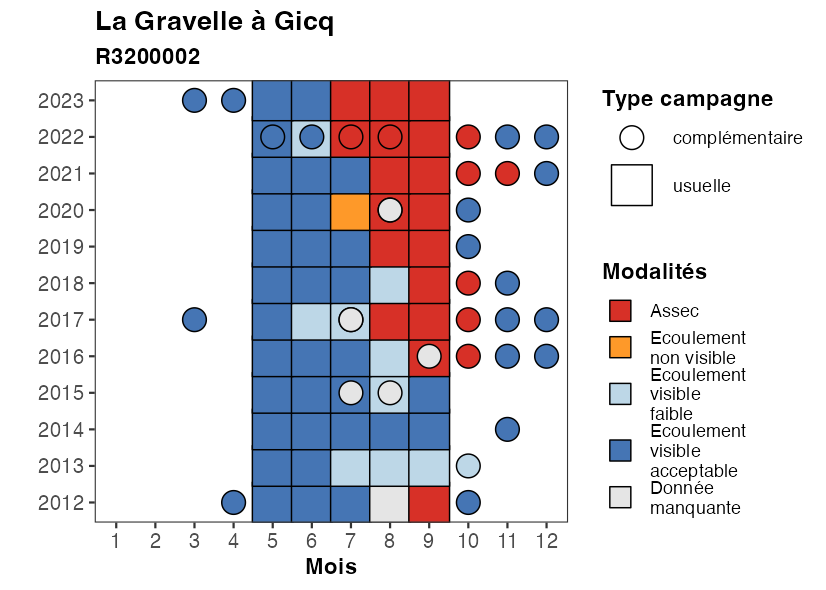 La Gravelle à Gicq
R3200002
2023
2022
2021
2020
2019
2018
2017
2016
2015
2014
2013
2012
1 2 3 4 5 6 7 8 9 10 11 12
Mois
Type campagne
complémentaire
usuelle
Modalités
Assec
Ecoulement
non visible
Ecoulement
visible
faible
Ecoulement
visible
acceptable
Donnée
manquante